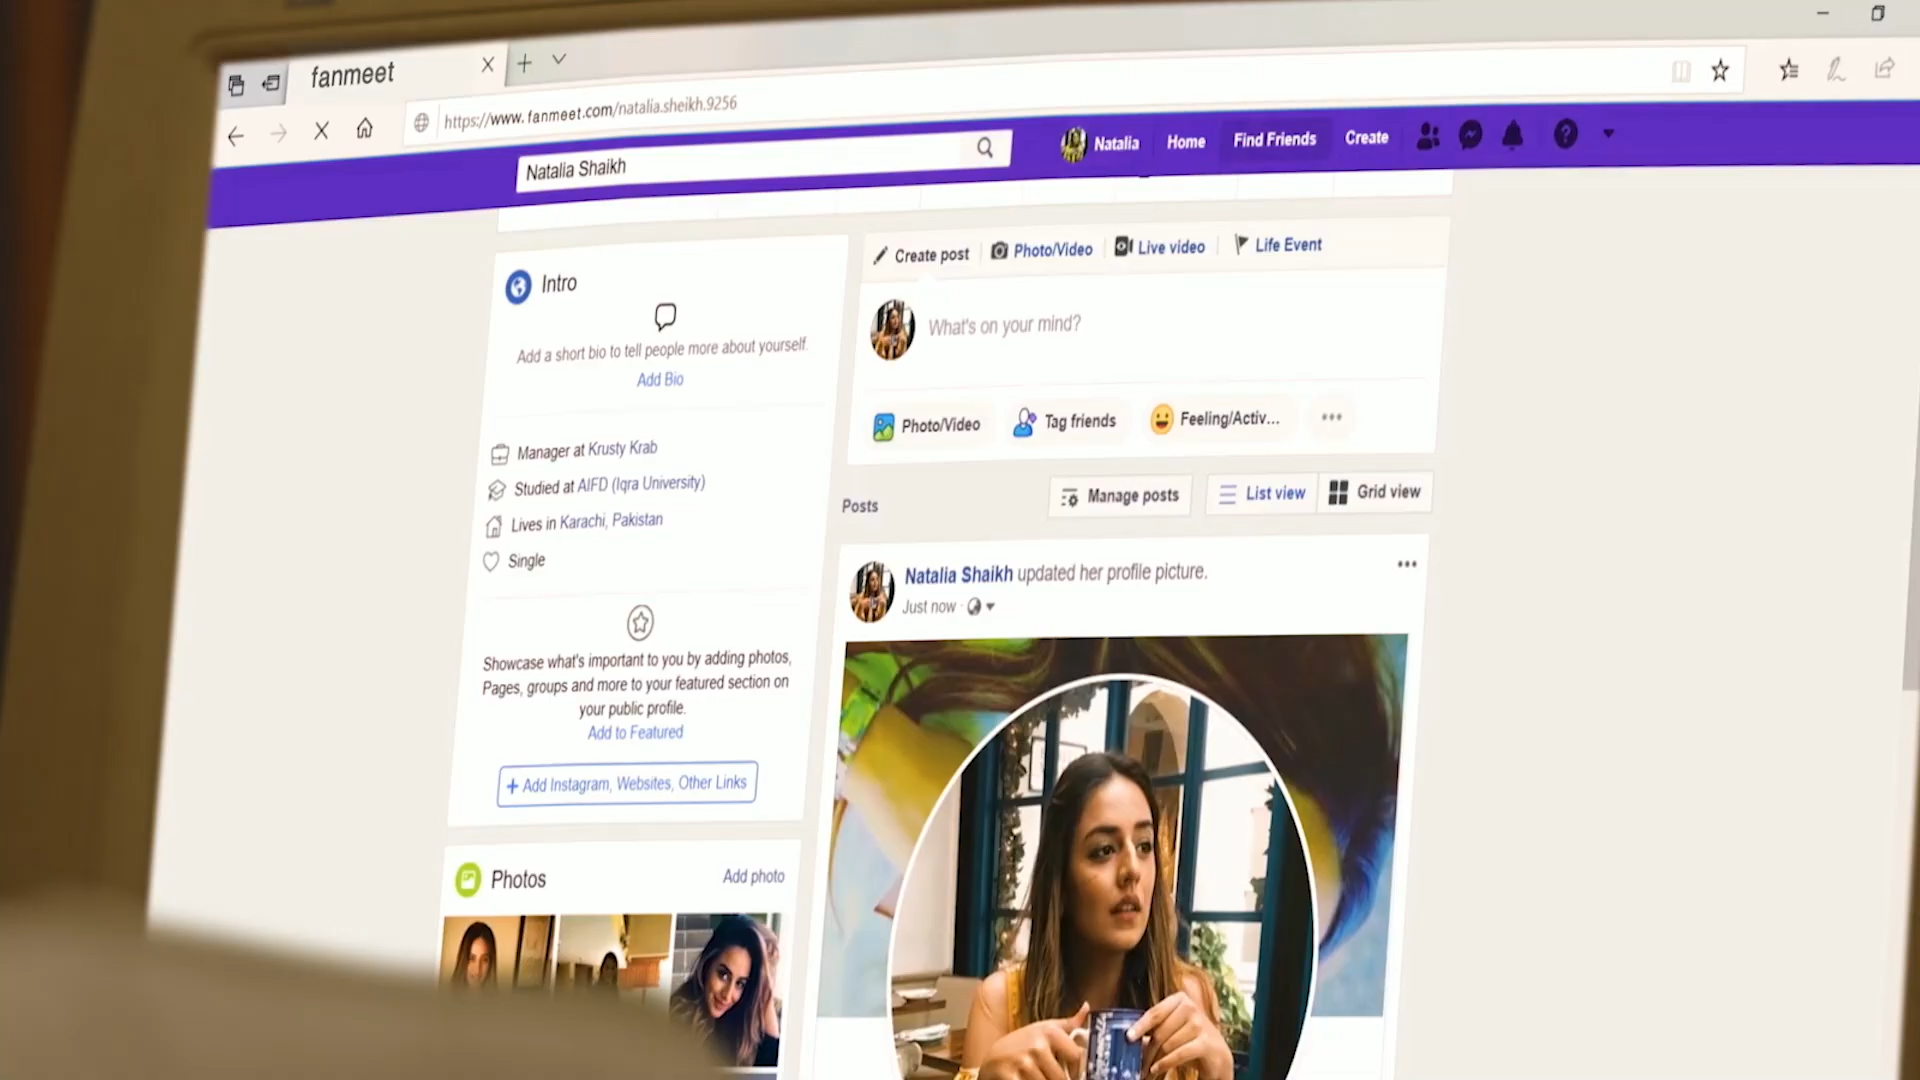 fanmeet
https://www.fanmeet.com/natalia.sheikh.9256
Natalia Shaikh
Natalia
Home
Find Friends
Create
Intro
Add a short bio to tell people more about yourself.
Add Bio
Manager at Krusty Krab
Studied at AIFD (Iqra University)
Lives in Karachi, Pakistan
Single
Showcase what's important to you by adding photos,
Pages, groups and more to your featured section on
your public profile.
Add to Featured
+ Add Instagram, Websites, Other Links
Photos
Add photo
Create post
Photo/Video
Live video
Life Event
What's on your mind?
Photo/Video
Tag friends
Feeling/Activ...
Posts
Manage posts
List view
Grid view
Natalia Shaikh updated her profile picture.
Just now